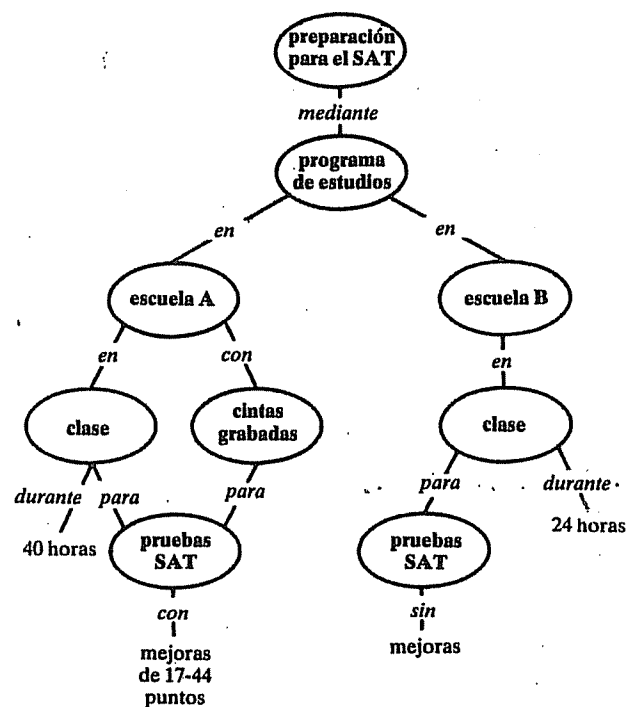 preparación
para el SAT
mediante
programa
de estudios
en
en
escuela A
escuela B
en
con
en
clase
cintas
grabadas
clase
durante
para
para
para
durante
40 horas
pruebas
SAT
pruebas
SAT
24 horas
con
sin
mejoras
de 17-44
puntos
mejoras